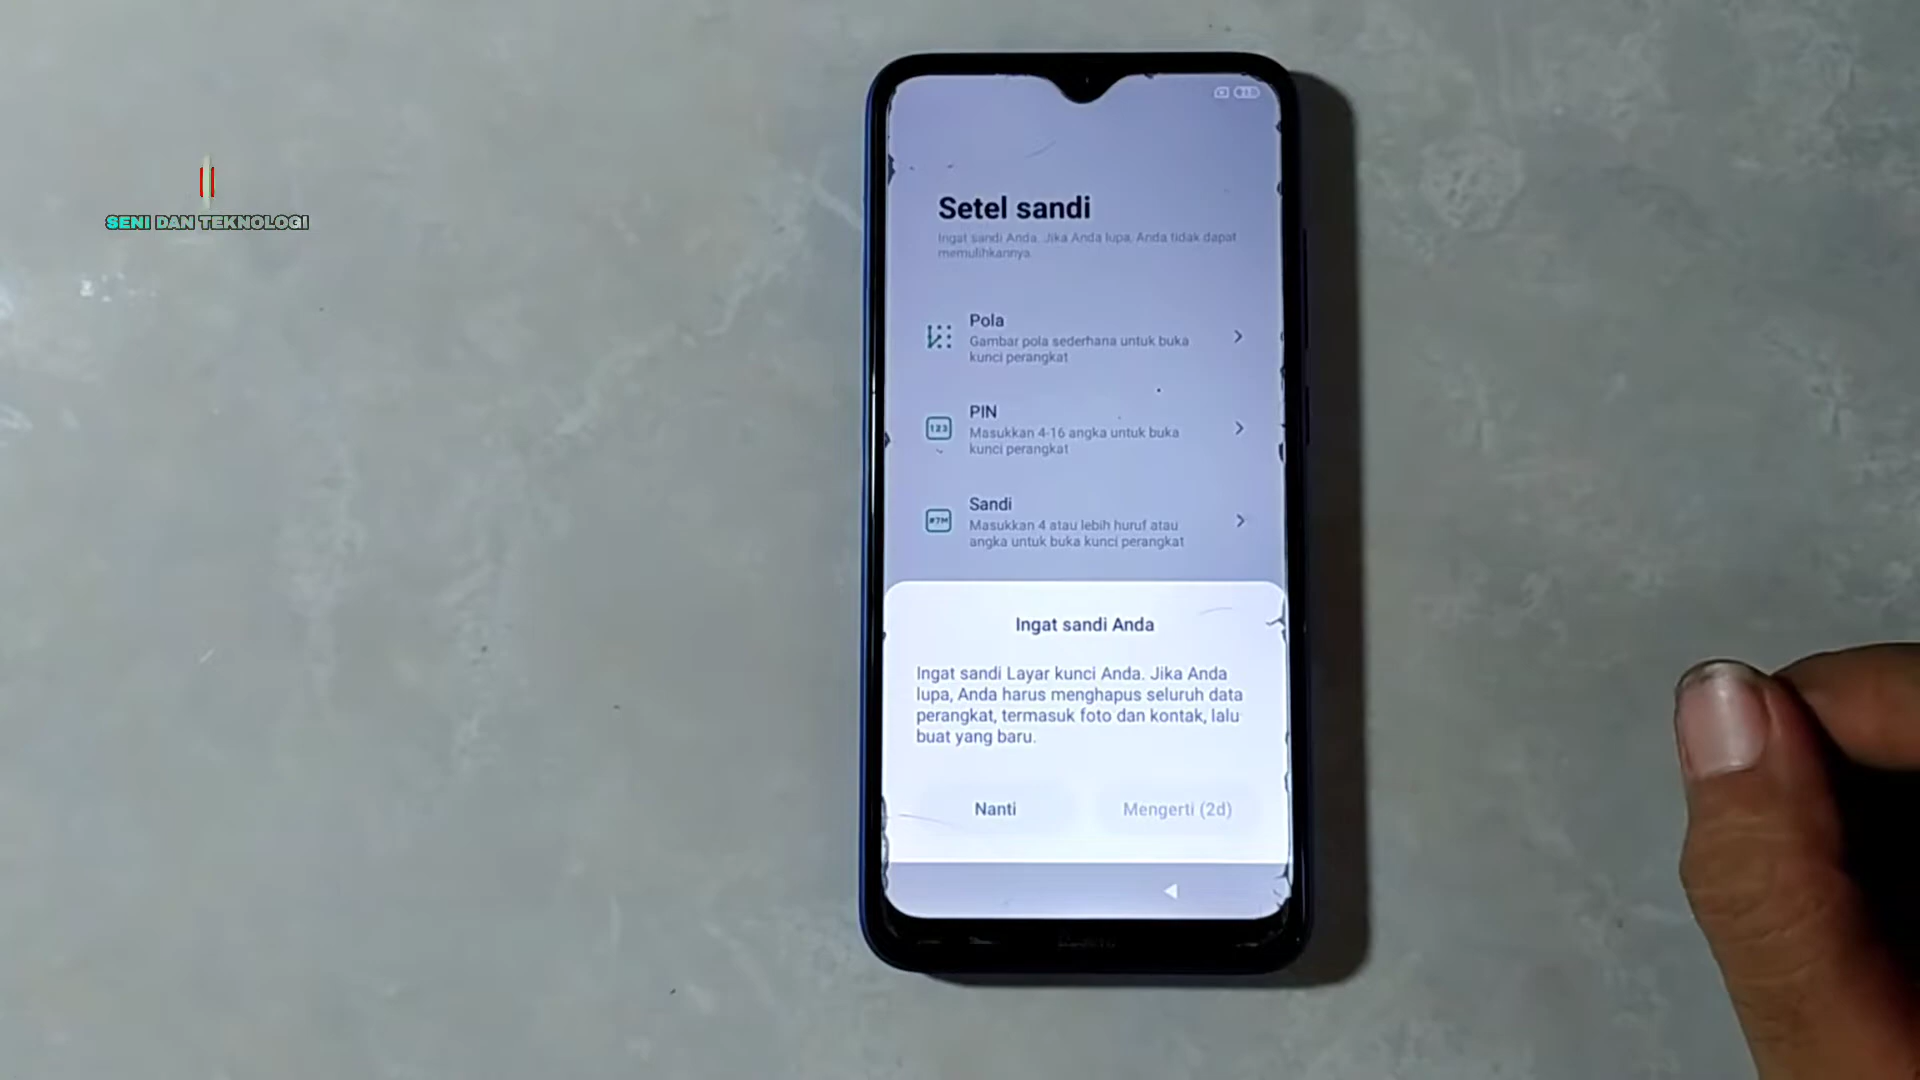 SENI DAN TEKNOLOGI
Setel sandi
Ingat sandi Anda. Jika Anda lupa, Anda tidak dapat
memulihkannya.
Pola
Gambar pola sederhana untuk buka
kunci perangkat
123
PIN
Masukkan 4-16 angka untuk buka
kunci perangkat
Sandi
Masukkan 4 atau lebih huruf atau
angka untuk buka kunci perangkat
Ingat sandi Anda
Ingat sandi Layar kunci Anda. Jika Anda
lupa, Anda harus menghapus seluruh data
perangkat, termasuk foto dan kontak, lalu
buat yang baru.
Nanti
Mengerti (2d)